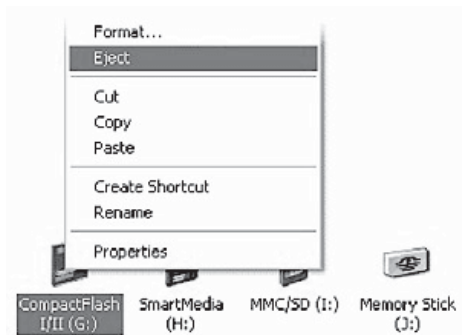 Format...
Eject
Cut
Copy
Paste
Create Shortcut
Rename
Properties
CompactFlash
I/II (G:)
SmartMedia
(H:)
MMC/SD (I:)
Memory Stick
(J:)